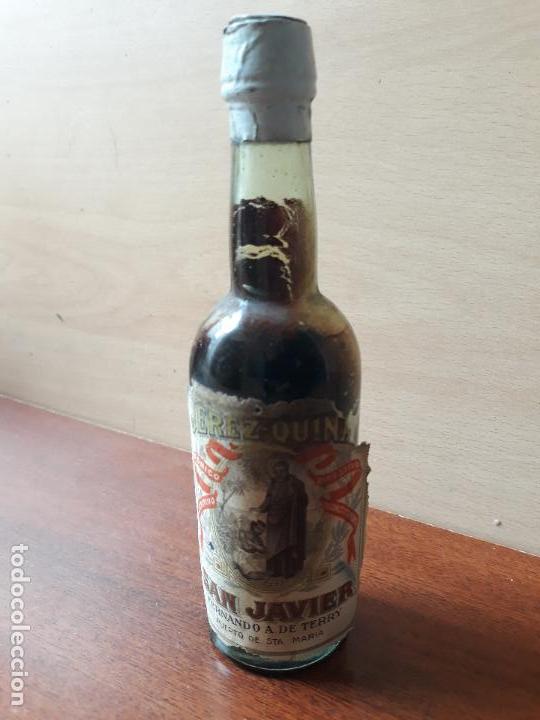 JEREZ-QUINA
SAN JAVIER
FERNANDO A. DE TERRY
PUERTO DE STA. MARIA
todocoleccion